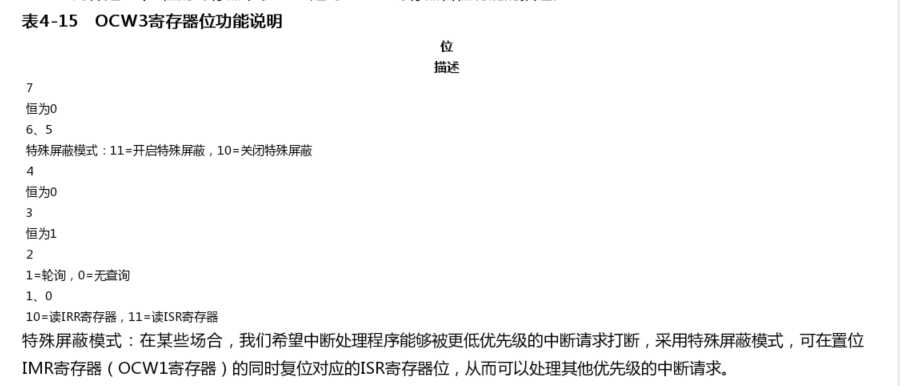 表4-15 OCW3寄存器位功能说明
位
描述
7
恒为0
6、5
特殊屏蔽模式：11=开启特殊屏蔽，10=关闭特殊屏蔽
4
恒为0
3
恒为1
2
1=轮询，0=无查询
1、0
10=读IRR寄存器，11=读ISR寄存器
特殊屏蔽模式：在某些场合，我们希望中断处理程序能够被更低优先级的中断请求打断，采用特殊屏蔽模式，可在置位
IMR寄存器（OCW1寄存器）的同时复位对应的ISR寄存器位，从而可以处理其他优先级的中断请求。